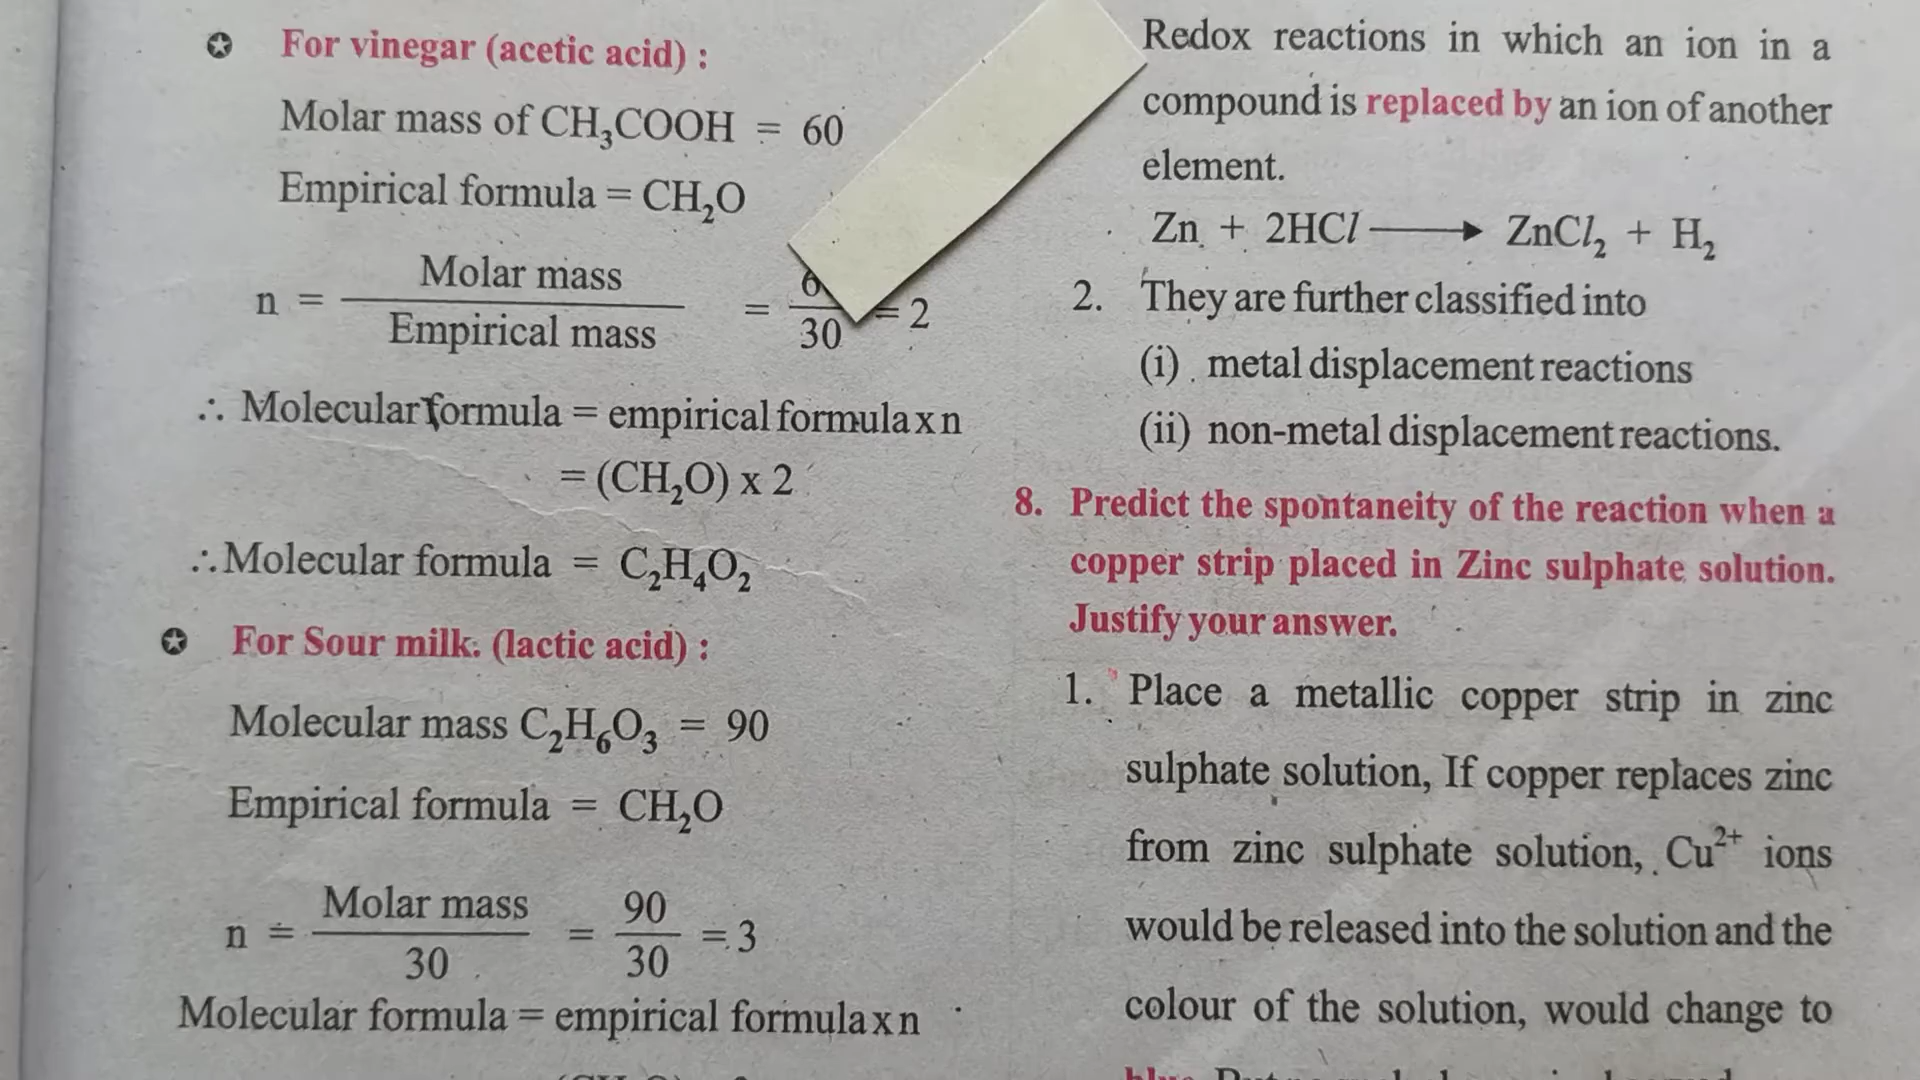 ✪ For vinegar (acetic acid) :
Molar mass of CH₃COOH = 60
Empirical formula = CH₂O
n = Molar mass / Empirical mass = 6 / 30 = 2
∴ Molecular formula = empirical formula x n
= (CH₂O) x 2
∴ Molecular formula = C₂H₄O₂
✪ For Sour milk. (lactic acid) :
Molecular mass C₂H₆O₃ = 90
Empirical formula = CH₂O
n = Molar mass / 30 = 90 / 30 = 3
Molecular formula = empirical formula x n
Redox reactions in which an ion in a
compound is replaced by an ion of another
element.
Zn + 2HCl ⟶ ZnCl₂ + H₂
2. They are further classified into
(i) metal displacement reactions
(ii) non-metal displacement reactions.
8. Predict the spontaneity of the reaction when a
copper strip placed in Zinc sulphate solution.
Justify your answer.
1. Place a metallic copper strip in zinc
sulphate solution, If copper replaces zinc
from zinc sulphate solution, Cu²⁺ ions
would be released into the solution and the
colour of the solution, would change to